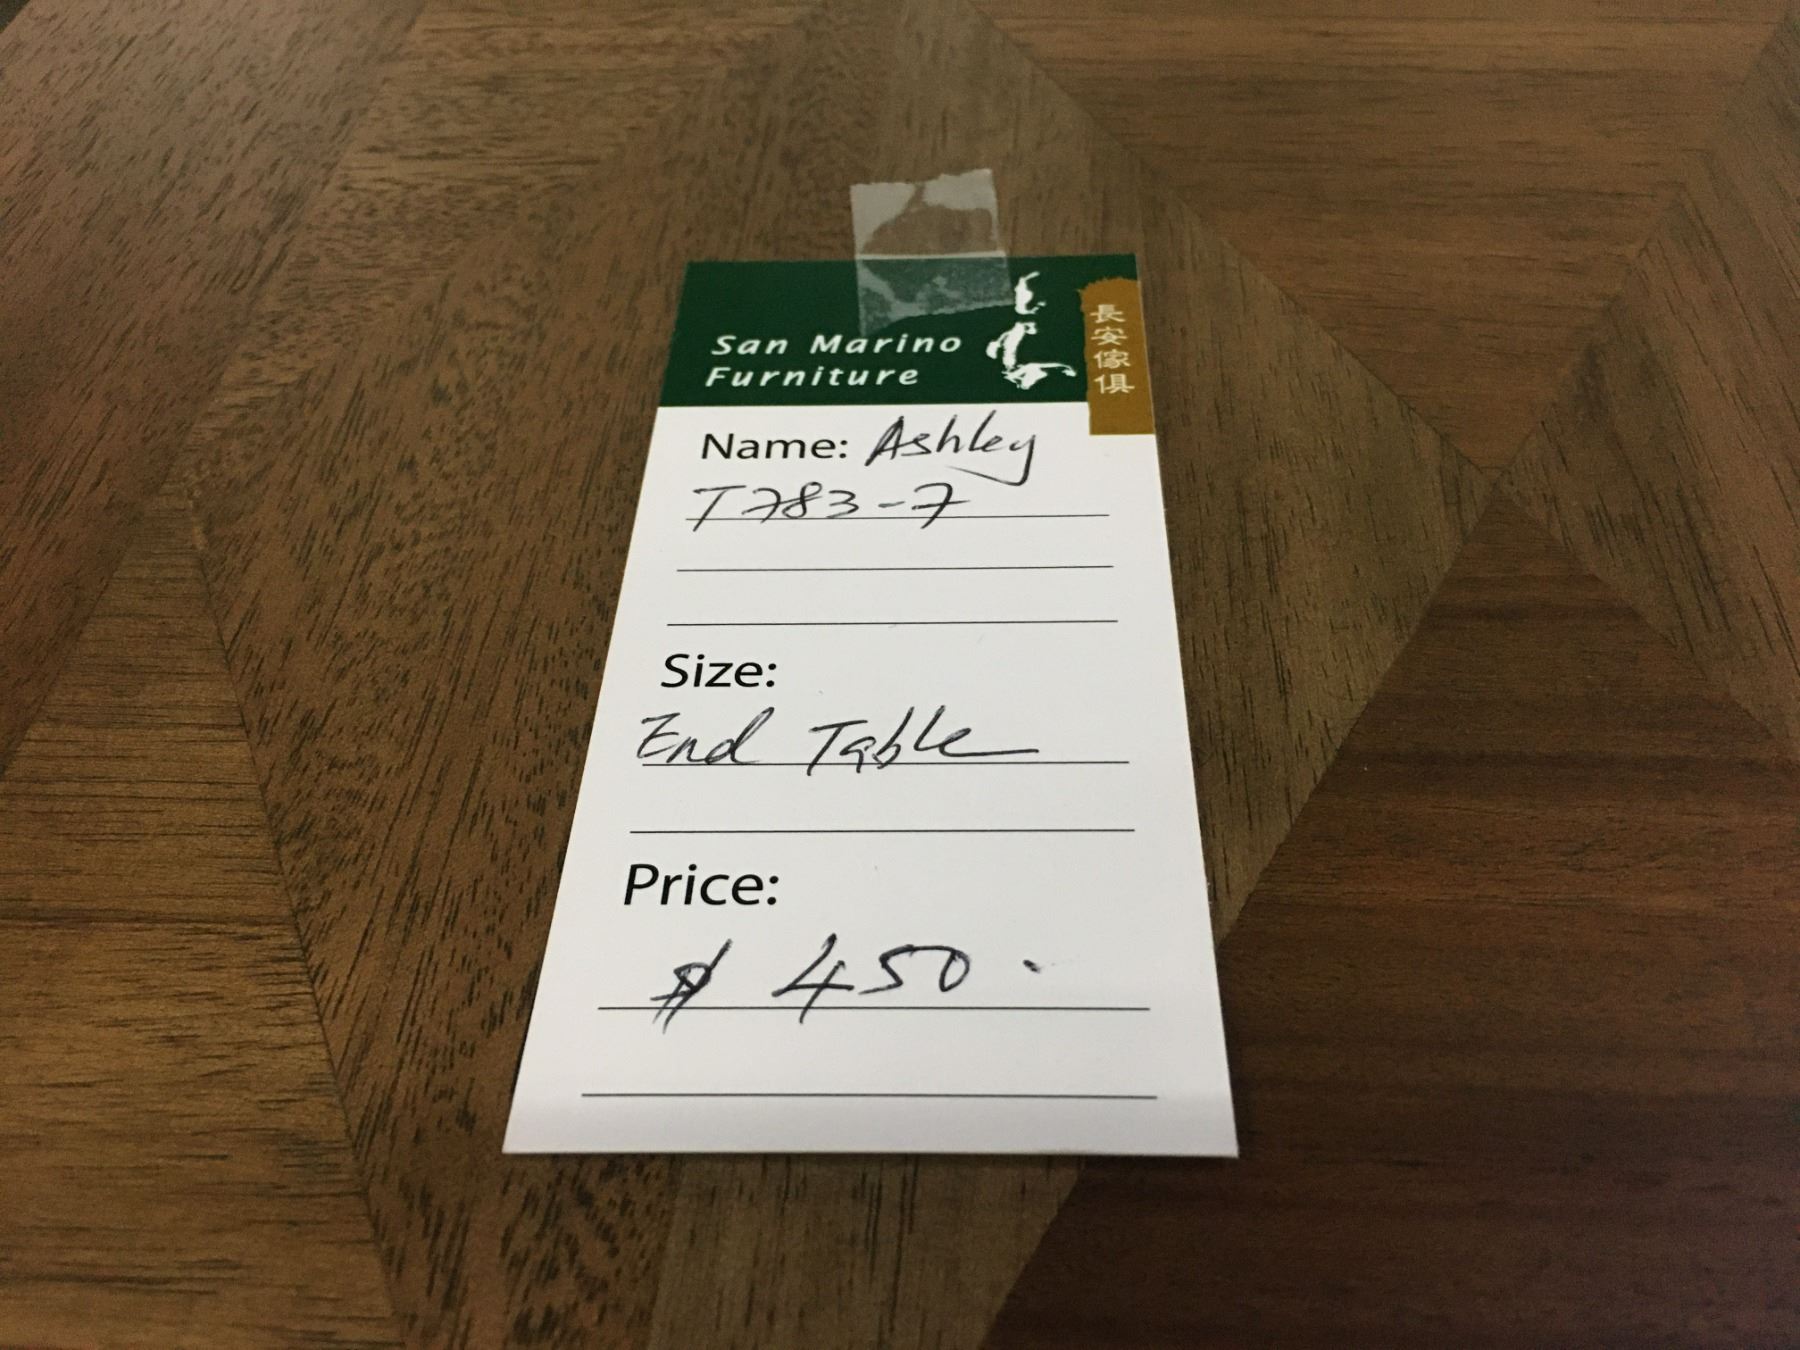 San Marino
Furniture
長安傢俱
Name: Ashley
T783-7
Size:
End Table
Price:
$ 450.